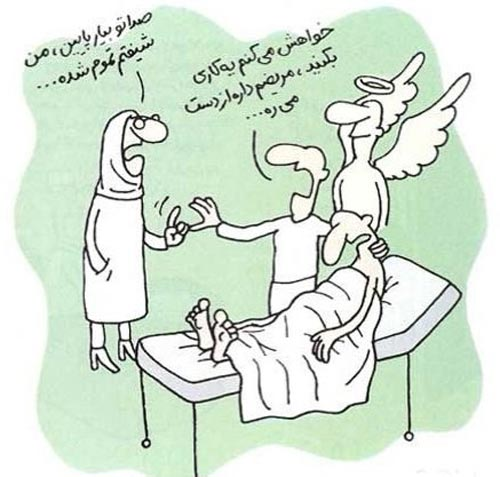 صداتو بیار پایین، من
شیفتم تموم شده...
خواهش می کنم یه کاری
بکنید، مریضم داره از دست
می ره...